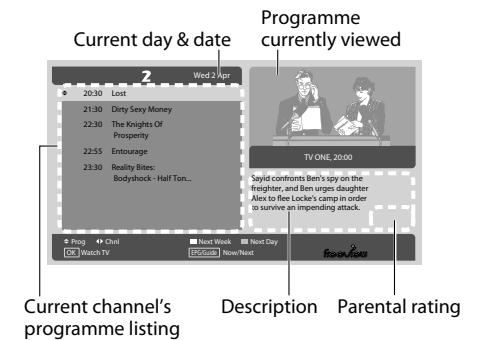 Programme
currently viewed
Current day & date
2
Wed 2 Apr
20:30 Lost
21:30 Dirty Sexy Money
22:30 The Knights Of
Prosperity
22:55 Entourage
23:30 Reality Bites:
Bodyshock - Half Ton...
TV ONE, 20:00
Sayid confronts Ben's spy on the
freighter, and Ben urges daughter
Alex to flee Locke's camp in order
to survive an impending attack.
Prog Chnl
Next Week Next Day
OK Watch TV
EPG/Guide Now/Next
freeview
Current channel's
programme listing
Description
Parental rating